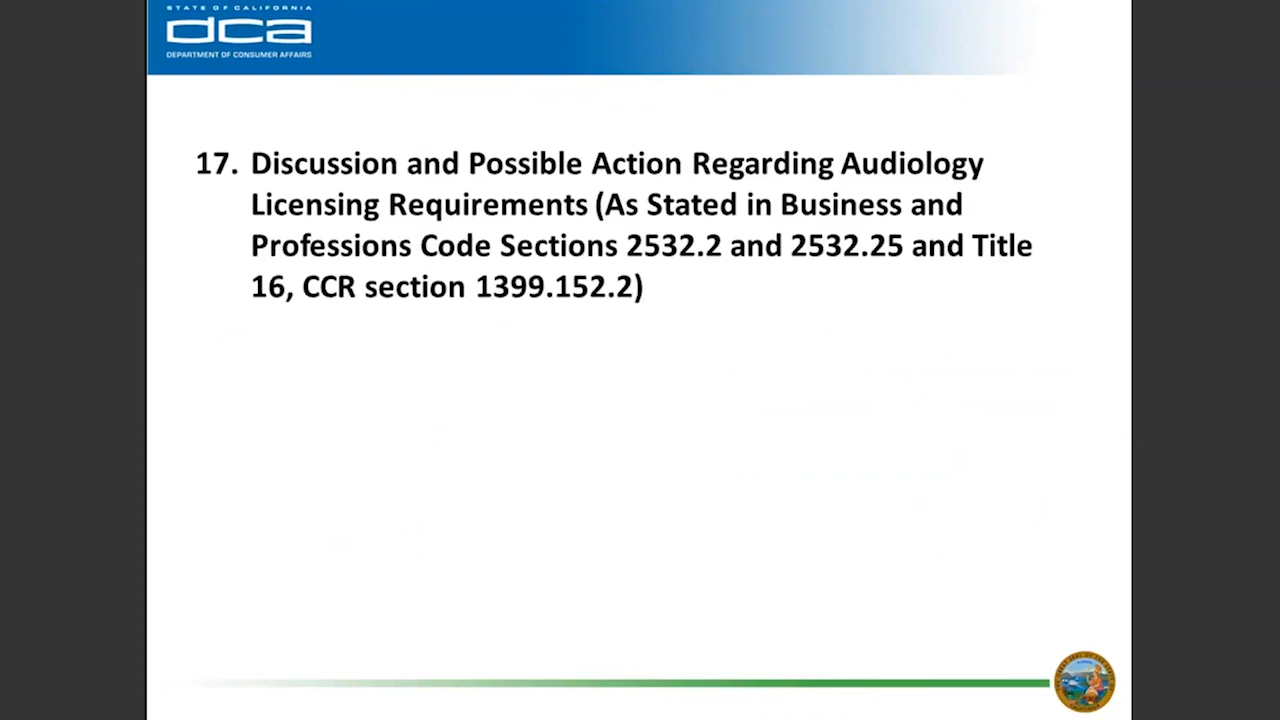 STATE OF CALIFORNIA
dca
DEPARTMENT OF CONSUMER AFFAIRS
17. Discussion and Possible Action Regarding Audiology
Licensing Requirements (As Stated in Business and
Professions Code Sections 2532.2 and 2532.25 and Title
16, CCR section 1399.152.2)